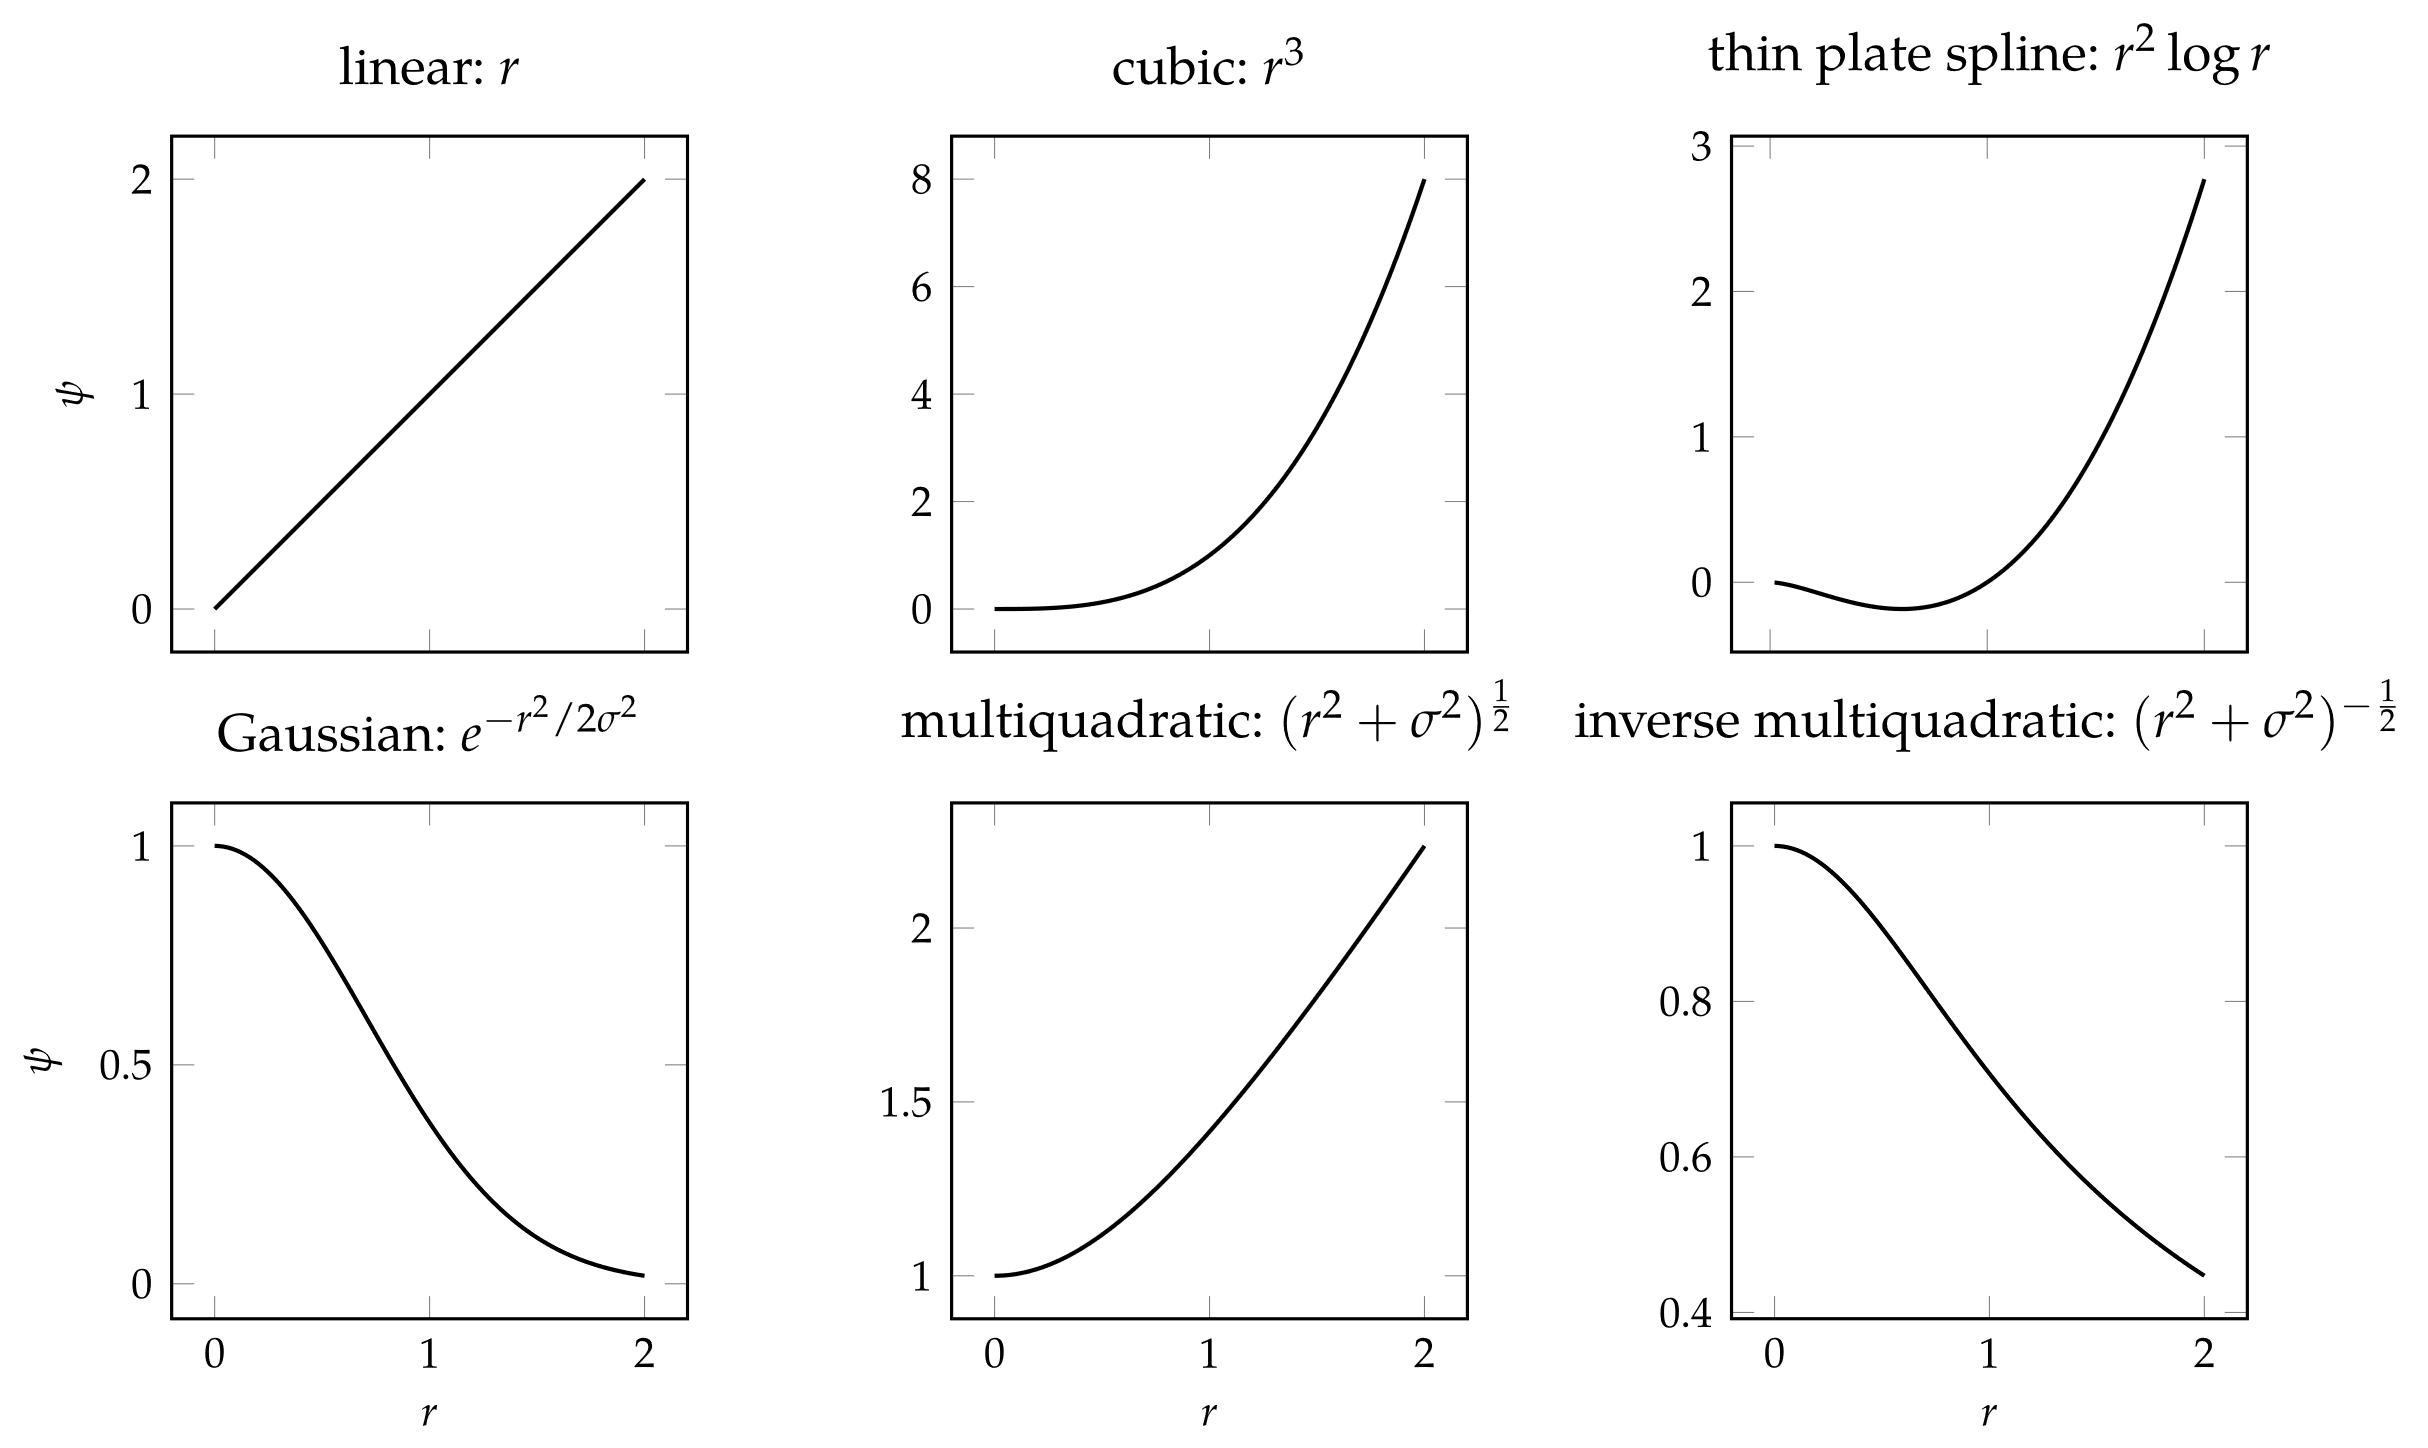 linear: r
cubic: r³
thin plate spline: r² log r
ψ
2
1
0
8
6
4
2
0
3
2
1
0
Gaussian: e^{−r²/2σ²}
multiquadratic: (r² + σ²)^{1/2}
inverse multiquadratic: (r² + σ²)^{−1/2}
ψ
1
0.5
0
2
1.5
1
1
0.8
0.6
0.4
0 1 2
0 1 2
0 1 2
r
r
r